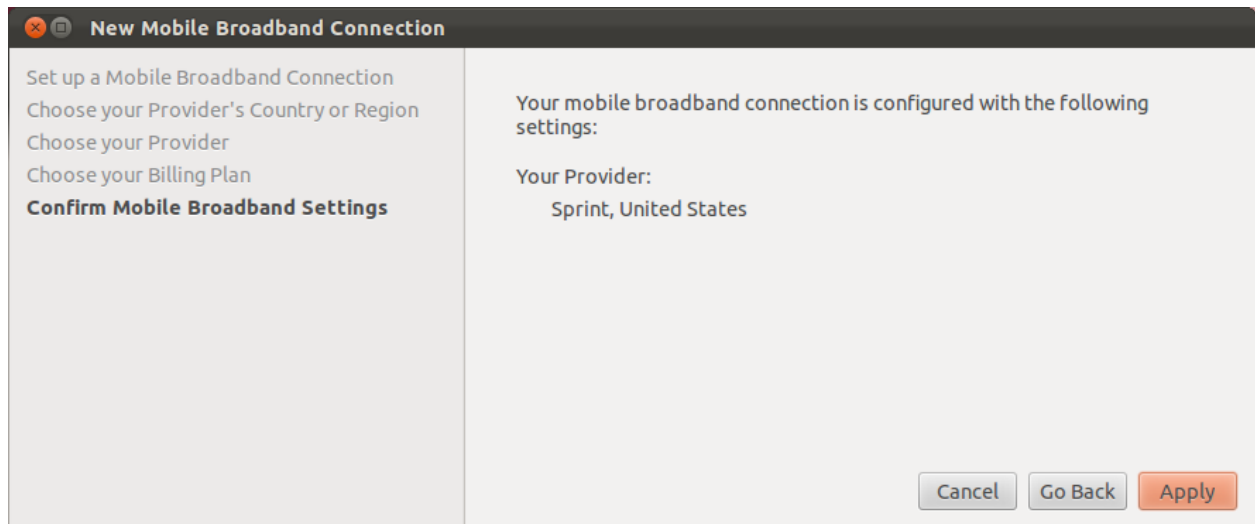 New Mobile Broadband Connection
Set up a Mobile Broadband Connection
Choose your Provider's Country or Region
Choose your Provider
Choose your Billing Plan
Confirm Mobile Broadband Settings
Your mobile broadband connection is configured with the following
settings:
Your Provider:
Sprint, United States
Cancel Go Back Apply